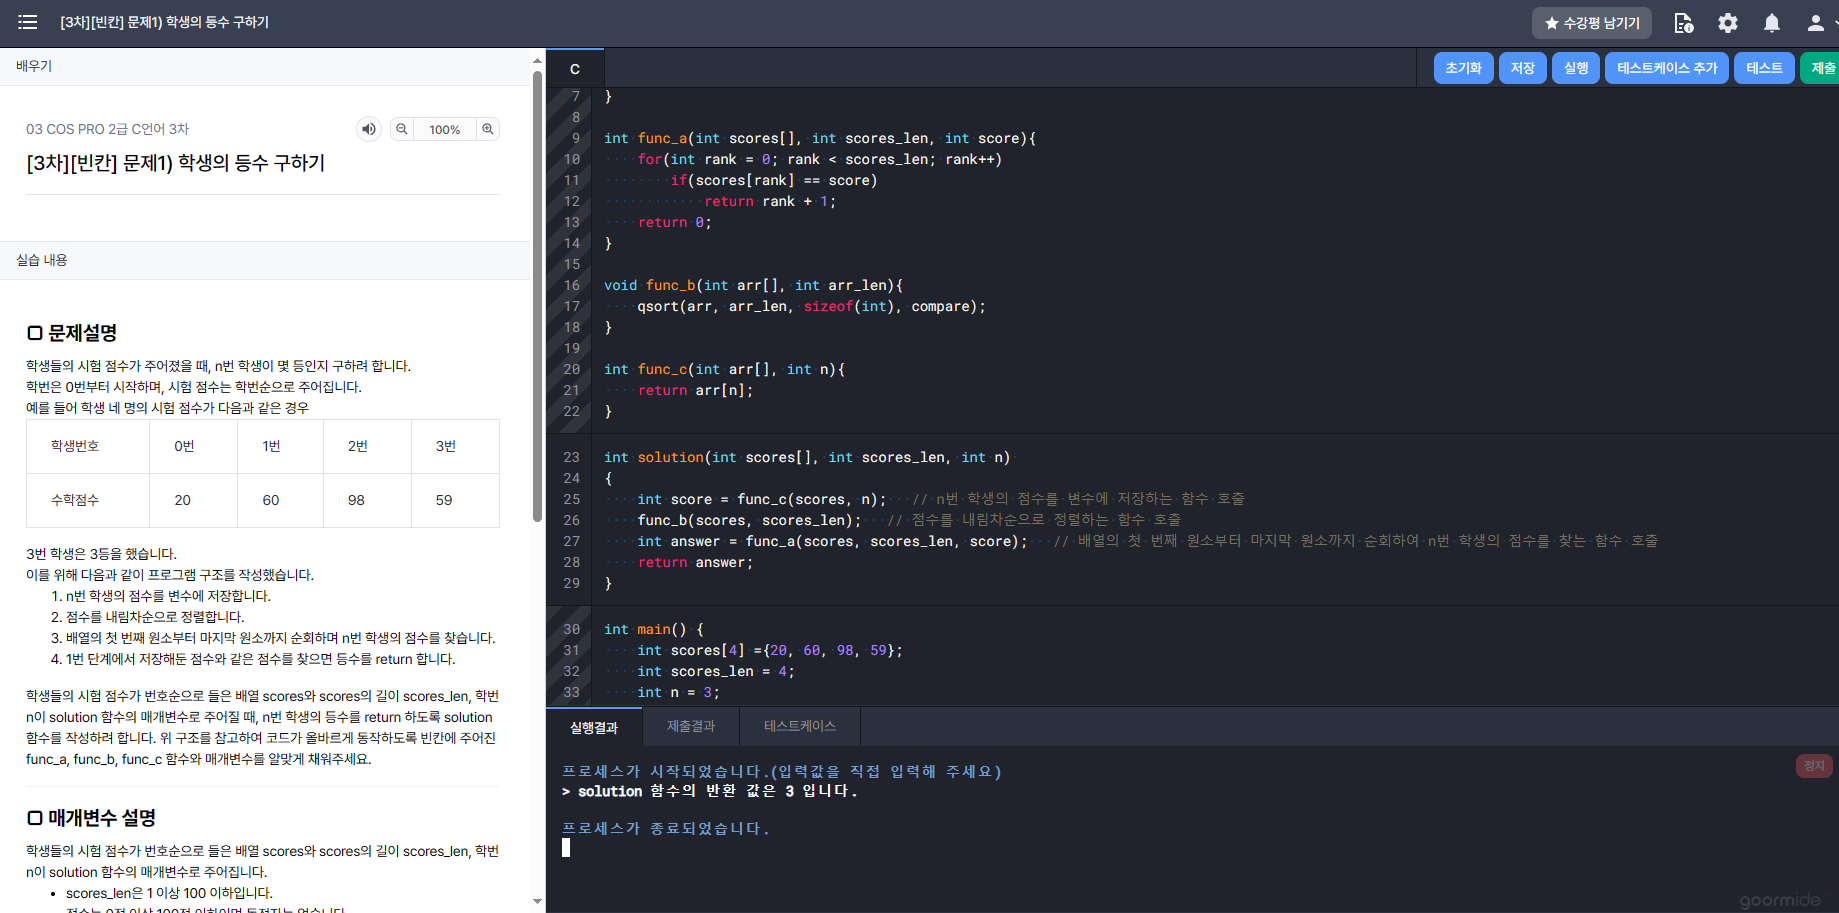 [3차][빈칸] 문제1) 학생의 등수 구하기
★ 수강평 남기기
배우기
03 COS PRO 2급 C언어 3차
100%
[3차][빈칸] 문제1) 학생의 등수 구하기
실습 내용
문제설명
학생들의 시험 점수가 주어졌을 때, n번 학생이 몇 등인지 구하려 합니다.
학번은 0번부터 시작하며, 시험 점수는 학번순으로 주어집니다.
예를 들어 학생 네 명의 시험 점수가 다음과 같은 경우
학생번호 0번 1번 2번 3번
수학점수 20 60 98 59
3번 학생은 3등을 했습니다.
이를 위해 다음과 같이 프로그램 구조를 작성했습니다.
1. n번 학생의 점수를 변수에 저장합니다.
2. 점수를 내림차순으로 정렬합니다.
3. 배열의 첫 번째 원소부터 마지막 원소까지 순회하며 n번 학생의 점수를 찾습니다.
4. 1번 단계에서 저장해둔 점수와 같은 점수를 찾으면 등수를 return 합니다.
학생들의 시험 점수가 번호순으로 들은 배열 scores와 scores의 길이 scores_len, 학번
n이 solution 함수의 매개변수로 주어질 때, n번 학생의 등수를 return 하도록 solution
함수를 작성하려 합니다. 위 구조를 참고하여 코드가 올바르게 동작하도록 빈칸에 주어진
func_a, func_b, func_c 함수와 매개변수를 알맞게 채워주세요.
매개변수 설명
학생들의 시험 점수가 번호순으로 들은 배열 scores와 scores의 길이 scores_len, 학번
n이 solution 함수의 매개변수로 주어집니다.
• scores_len은 1 이상 100 이하입니다.
점수는 0점 이상 100점 이하이며 동점자는 없습니다.
C
초기화 저장 실행 테스트케이스 추가 테스트 제출
7 }
8
9 int func_a(int scores[], int scores_len, int score){
10 for(int rank = 0; rank < scores_len; rank++)
11 if(scores[rank] == score)
12 return rank + 1;
13 return 0;
14 }
15
16 void func_b(int arr[], int arr_len){
17 qsort(arr, arr_len, sizeof(int), compare);
18 }
19
20 int func_c(int arr[], int n){
21 return arr[n];
22 }
23 int solution(int scores[], int scores_len, int n)
24 {
25 int score = func_c(scores, n); // n번 학생의 점수를 변수에 저장하는 함수 호출
26 func_b(scores, scores_len); // 점수를 내림차순으로 정렬하는 함수 호출
27 int answer = func_a(scores, scores_len, score); // 배열의 첫 번째 원소부터 마지막 원소까지 순회하여 n번 학생의 점수를 찾는 함수 호출
28 return answer;
29 }
30 int main() {
31 int scores[4] ={20, 60, 98, 59};
32 int scores_len = 4;
33 int n = 3;
실행결과 제출결과 테스트케이스
정지
프로세스가 시작되었습니다.(입력값을 직접 입력해 주세요)
> solution 함수의 반환 값은 3 입니다.
프로세스가 종료되었습니다.
goormide